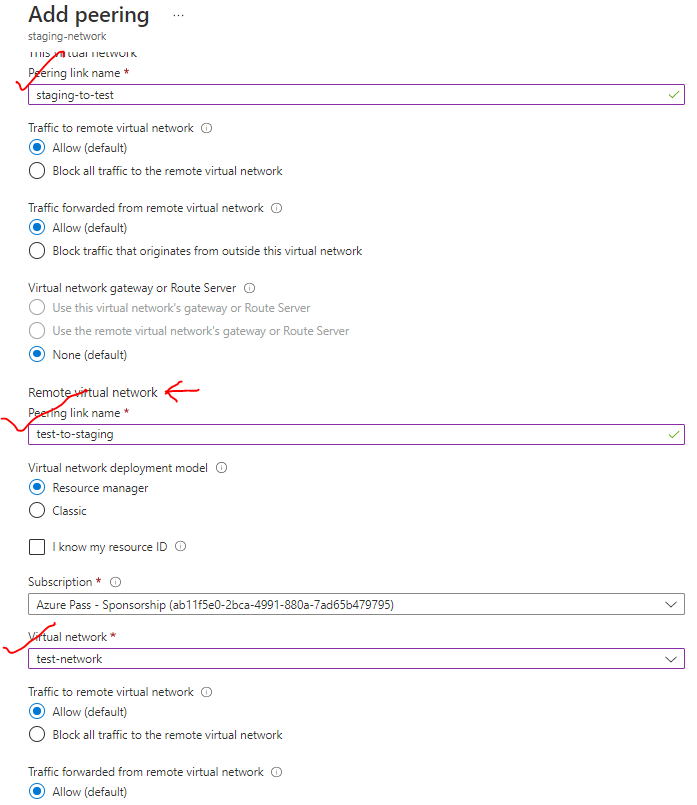 Add peering ...
staging-network
This virtual network
Peering link name *
staging-to-test
Traffic to remote virtual network
Allow (default)
Block all traffic to the remote virtual network
Traffic forwarded from remote virtual network
Allow (default)
Block traffic that originates from outside this virtual network
Virtual network gateway or Route Server
Use this virtual network's gateway or Route Server
Use the remote virtual network's gateway or Route Server
None (default)
Remote virtual network
Peering link name *
test-to-staging
Virtual network deployment model
Resource manager
Classic
I know my resource ID
Subscription *
Azure Pass - Sponsorship (ab11f5e0-2bca-4991-880a-7ad65b479795)
Virtual network *
test-network
Traffic to remote virtual network
Allow (default)
Block all traffic to the remote virtual network
Traffic forwarded from remote virtual network
Allow (default)